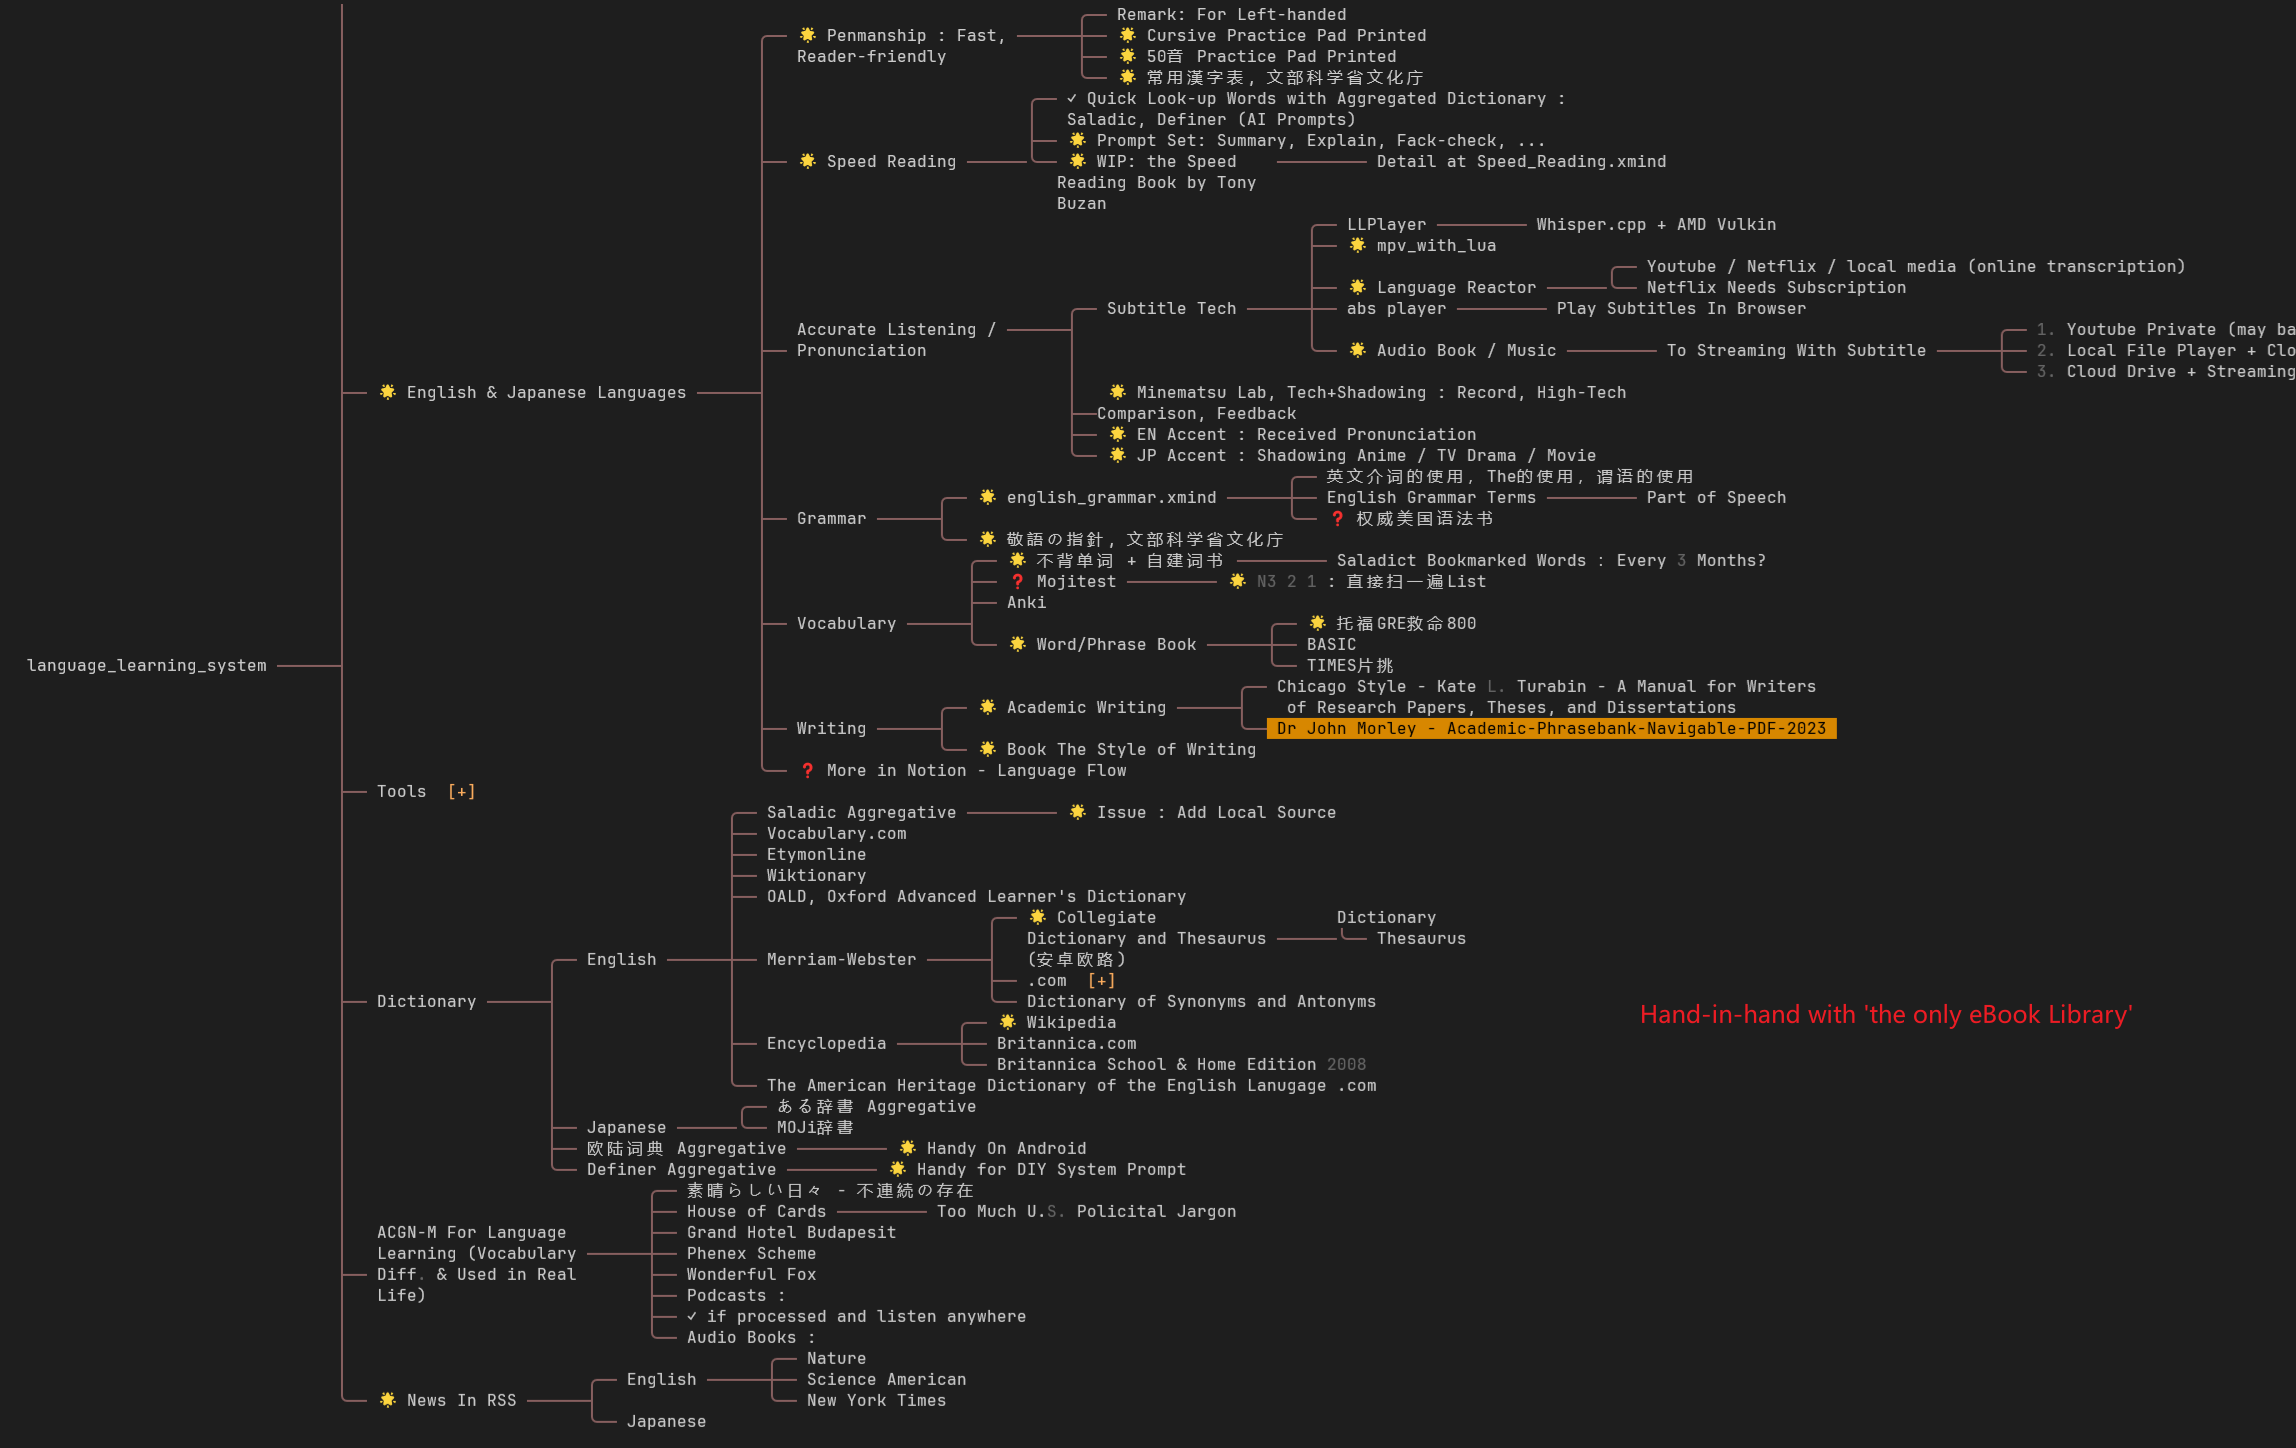 Remark: For Left-handed
🌟 Penmanship : Fast,
🌟 Cursive Practice Pad Printed
Reader-friendly
🌟 50音 Practice Pad Printed
🌟 常用漢字表, 文部科学省文化庁
✓ Quick Look-up Words with Aggregated Dictionary :
Saladic, Definer (AI Prompts)
🌟 Prompt Set: Summary, Explain, Fack-check, ...
🌟 Speed Reading
🌟 WIP: the Speed
Detail at Speed_Reading.xmind
Reading Book by Tony
Buzan
LLPlayer
Whisper.cpp + AMD Vulkin
🌟 mpv_with_lua
Youtube / Netflix / local media (online transcription)
🌟 Language Reactor
Netflix Needs Subscription
Subtitle Tech
abs player
Play Subtitles In Browser
Accurate Listening /
1. Youtube Private (may ba
Pronunciation
🌟 Audio Book / Music
To Streaming With Subtitle
2. Local File Player + Clo
3. Cloud Drive + Streaming
🌟 English & Japanese Languages
🌟 Minematsu Lab, Tech+Shadowing : Record, High-Tech
Comparison, Feedback
🌟 EN Accent : Received Pronunciation
🌟 JP Accent : Shadowing Anime / TV Drama / Movie
英文介词的使用, The的使用, 谓语的使用
🌟 english_grammar.xmind
English Grammar Terms
Part of Speech
Grammar
❓ 权威美国语法书
🌟 敬語の指針, 文部科学省文化庁
🌟 不背单词 + 自建词书
Saladict Bookmarked Words : Every 3 Months?
❓ Mojitest
🌟 N3 2 1 : 直接扫一遍List
Anki
Vocabulary
🌟 托福GRE救命800
🌟 Word/Phrase Book
BASIC
language_learning_system
TIMES片挑
Chicago Style - Kate L. Turabin - A Manual for Writers
🌟 Academic Writing
of Research Papers, Theses, and Dissertations
Writing
Dr John Morley - Academic-Phrasebank-Navigable-PDF-2023
🌟 Book The Style of Writing
❓ More in Notion - Language Flow
Tools [+]
Saladic Aggregative
🌟 Issue : Add Local Source
Vocabulary.com
Etymonline
Wiktionary
OALD, Oxford Advanced Learner's Dictionary
🌟 Collegiate
Dictionary
Dictionary and Thesaurus
Thesaurus
English
Merriam-Webster
(安卓欧路)
.com [+]
Dictionary
Dictionary of Synonyms and Antonyms
Hand-in-hand with 'the only eBook Library'
🌟 Wikipedia
Encyclopedia
Britannica.com
Britannica School & Home Edition 2008
The American Heritage Dictionary of the English Lanugage .com
ある辞書 Aggregative
Japanese
MOJi辞書
欧陆词典 Aggregative
🌟 Handy On Android
Definer Aggregative
🌟 Handy for DIY System Prompt
素晴らしい日々 - 不連続の存在
House of Cards
Too Much U.S. Policital Jargon
ACGN-M For Language
Grand Hotel Budapesit
Learning (Vocabulary
Phenex Scheme
Diff. & Used in Real
Wonderful Fox
Life)
Podcasts :
✓ if processed and listen anywhere
Audio Books :
Nature
English
Science American
🌟 News In RSS
New York Times
Japanese